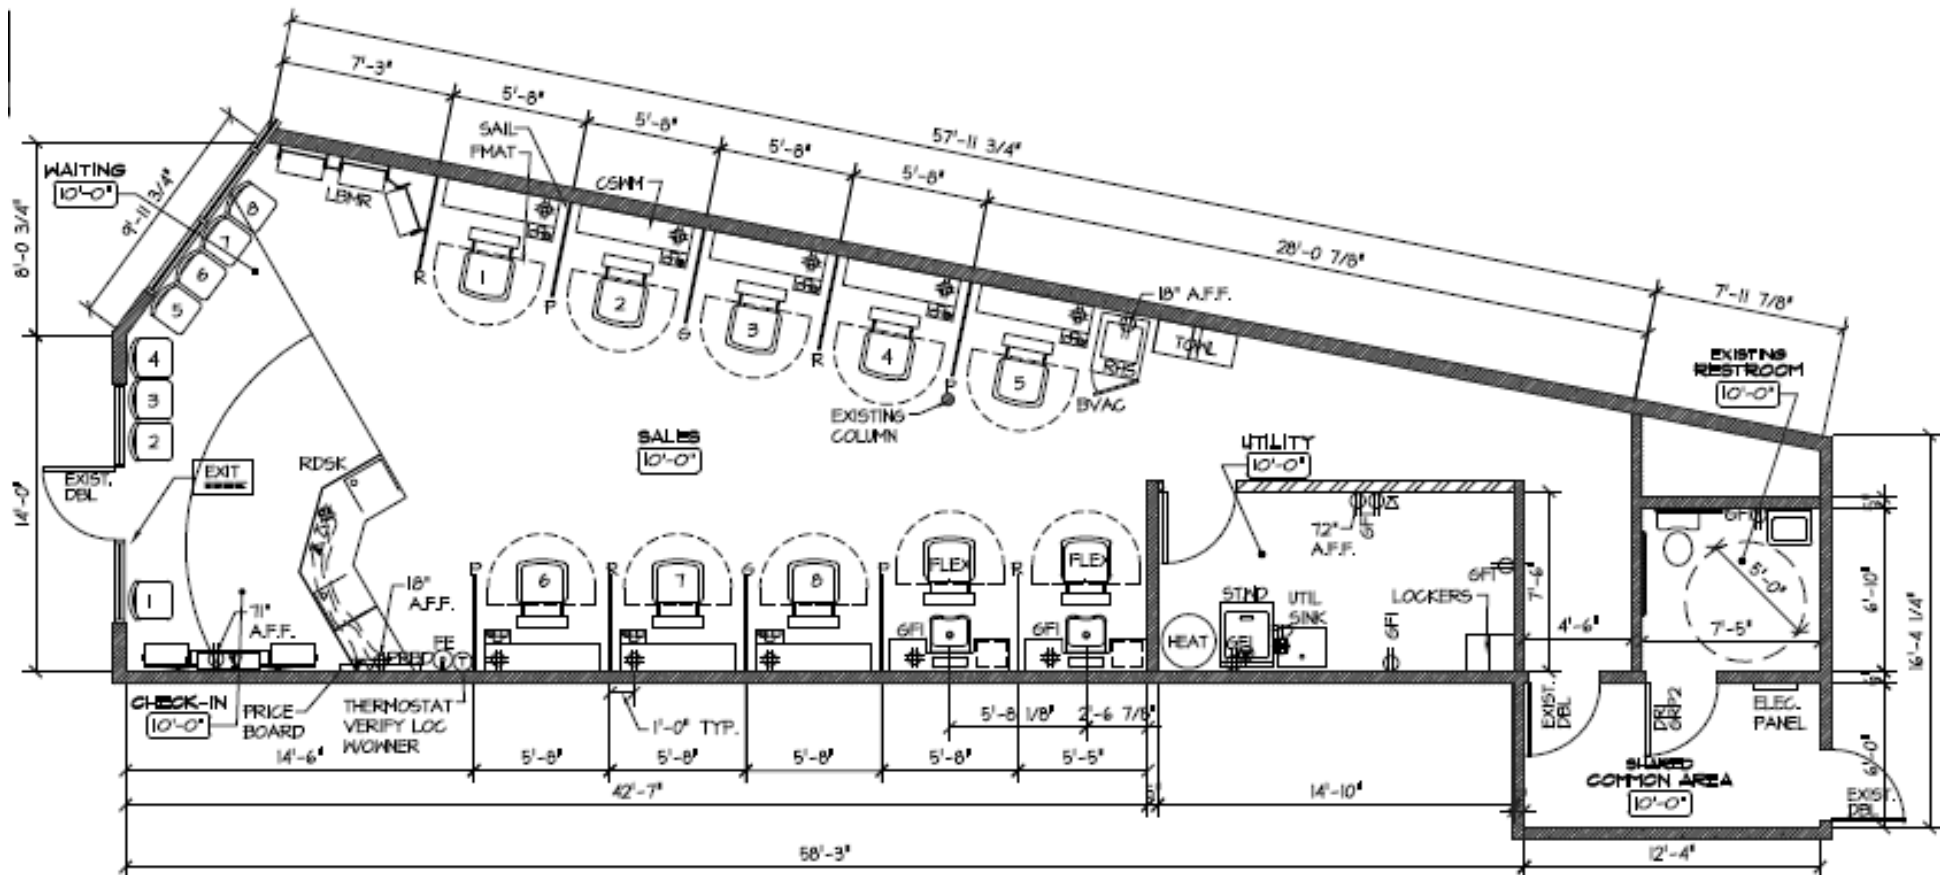 7'-3"
5'-8"
5'-8"
5'-8"
5'-8"
57'-11 3/4"
28'-0 7/8"
7'-11 7/8"
9'-11 3/4"
8'-0 3/4"
14'-0"
WAITING
10'-0"
SAIL
FMAT
CSWM
LBMR
8
7
6
5
4
3
2
1
R
P
G
R
P
1
2
3
4
5
18" A.F.F.
TOWL
RHS
BVAC
EXISTING
COLUMN
EXISTING
RESTROOM
10'-0"
SALES
10'-0"
UTILITY
10'-0"
RDSK
EXIT
EXIST.
DBL
18"
A.F.F.
71"
A.F.F.
FE
T
P
R
G
P
R
6
7
8
FLEX
FLEX
GFI
GFI
HEAT
STND
UTIL
SINK
GFI
72"
A.F.F.
GFI
GFI
GFI
LOCKERS
7'-6"
4'-6"
7'-5"
GFI
5'-0"
5"
6'-10"
5"
6'-0"
16'-4 1/4"
CHECK-IN
10'-0"
PRICE
BOARD
THERMOSTAT
VERIFY LOC
W/OWNER
1'-0" TYP.
5'-8 1/8"
2'-6 7/8"
EXIST.
DBL
ELEC.
PANEL
SHARED
COMMON AREA
10'-0"
EXIST.
DBL
14'-6"
5'-8"
5'-8"
5'-8"
5'-8"
5'-5"
42'-7"
14'-10"
58'-3"
12'-4"